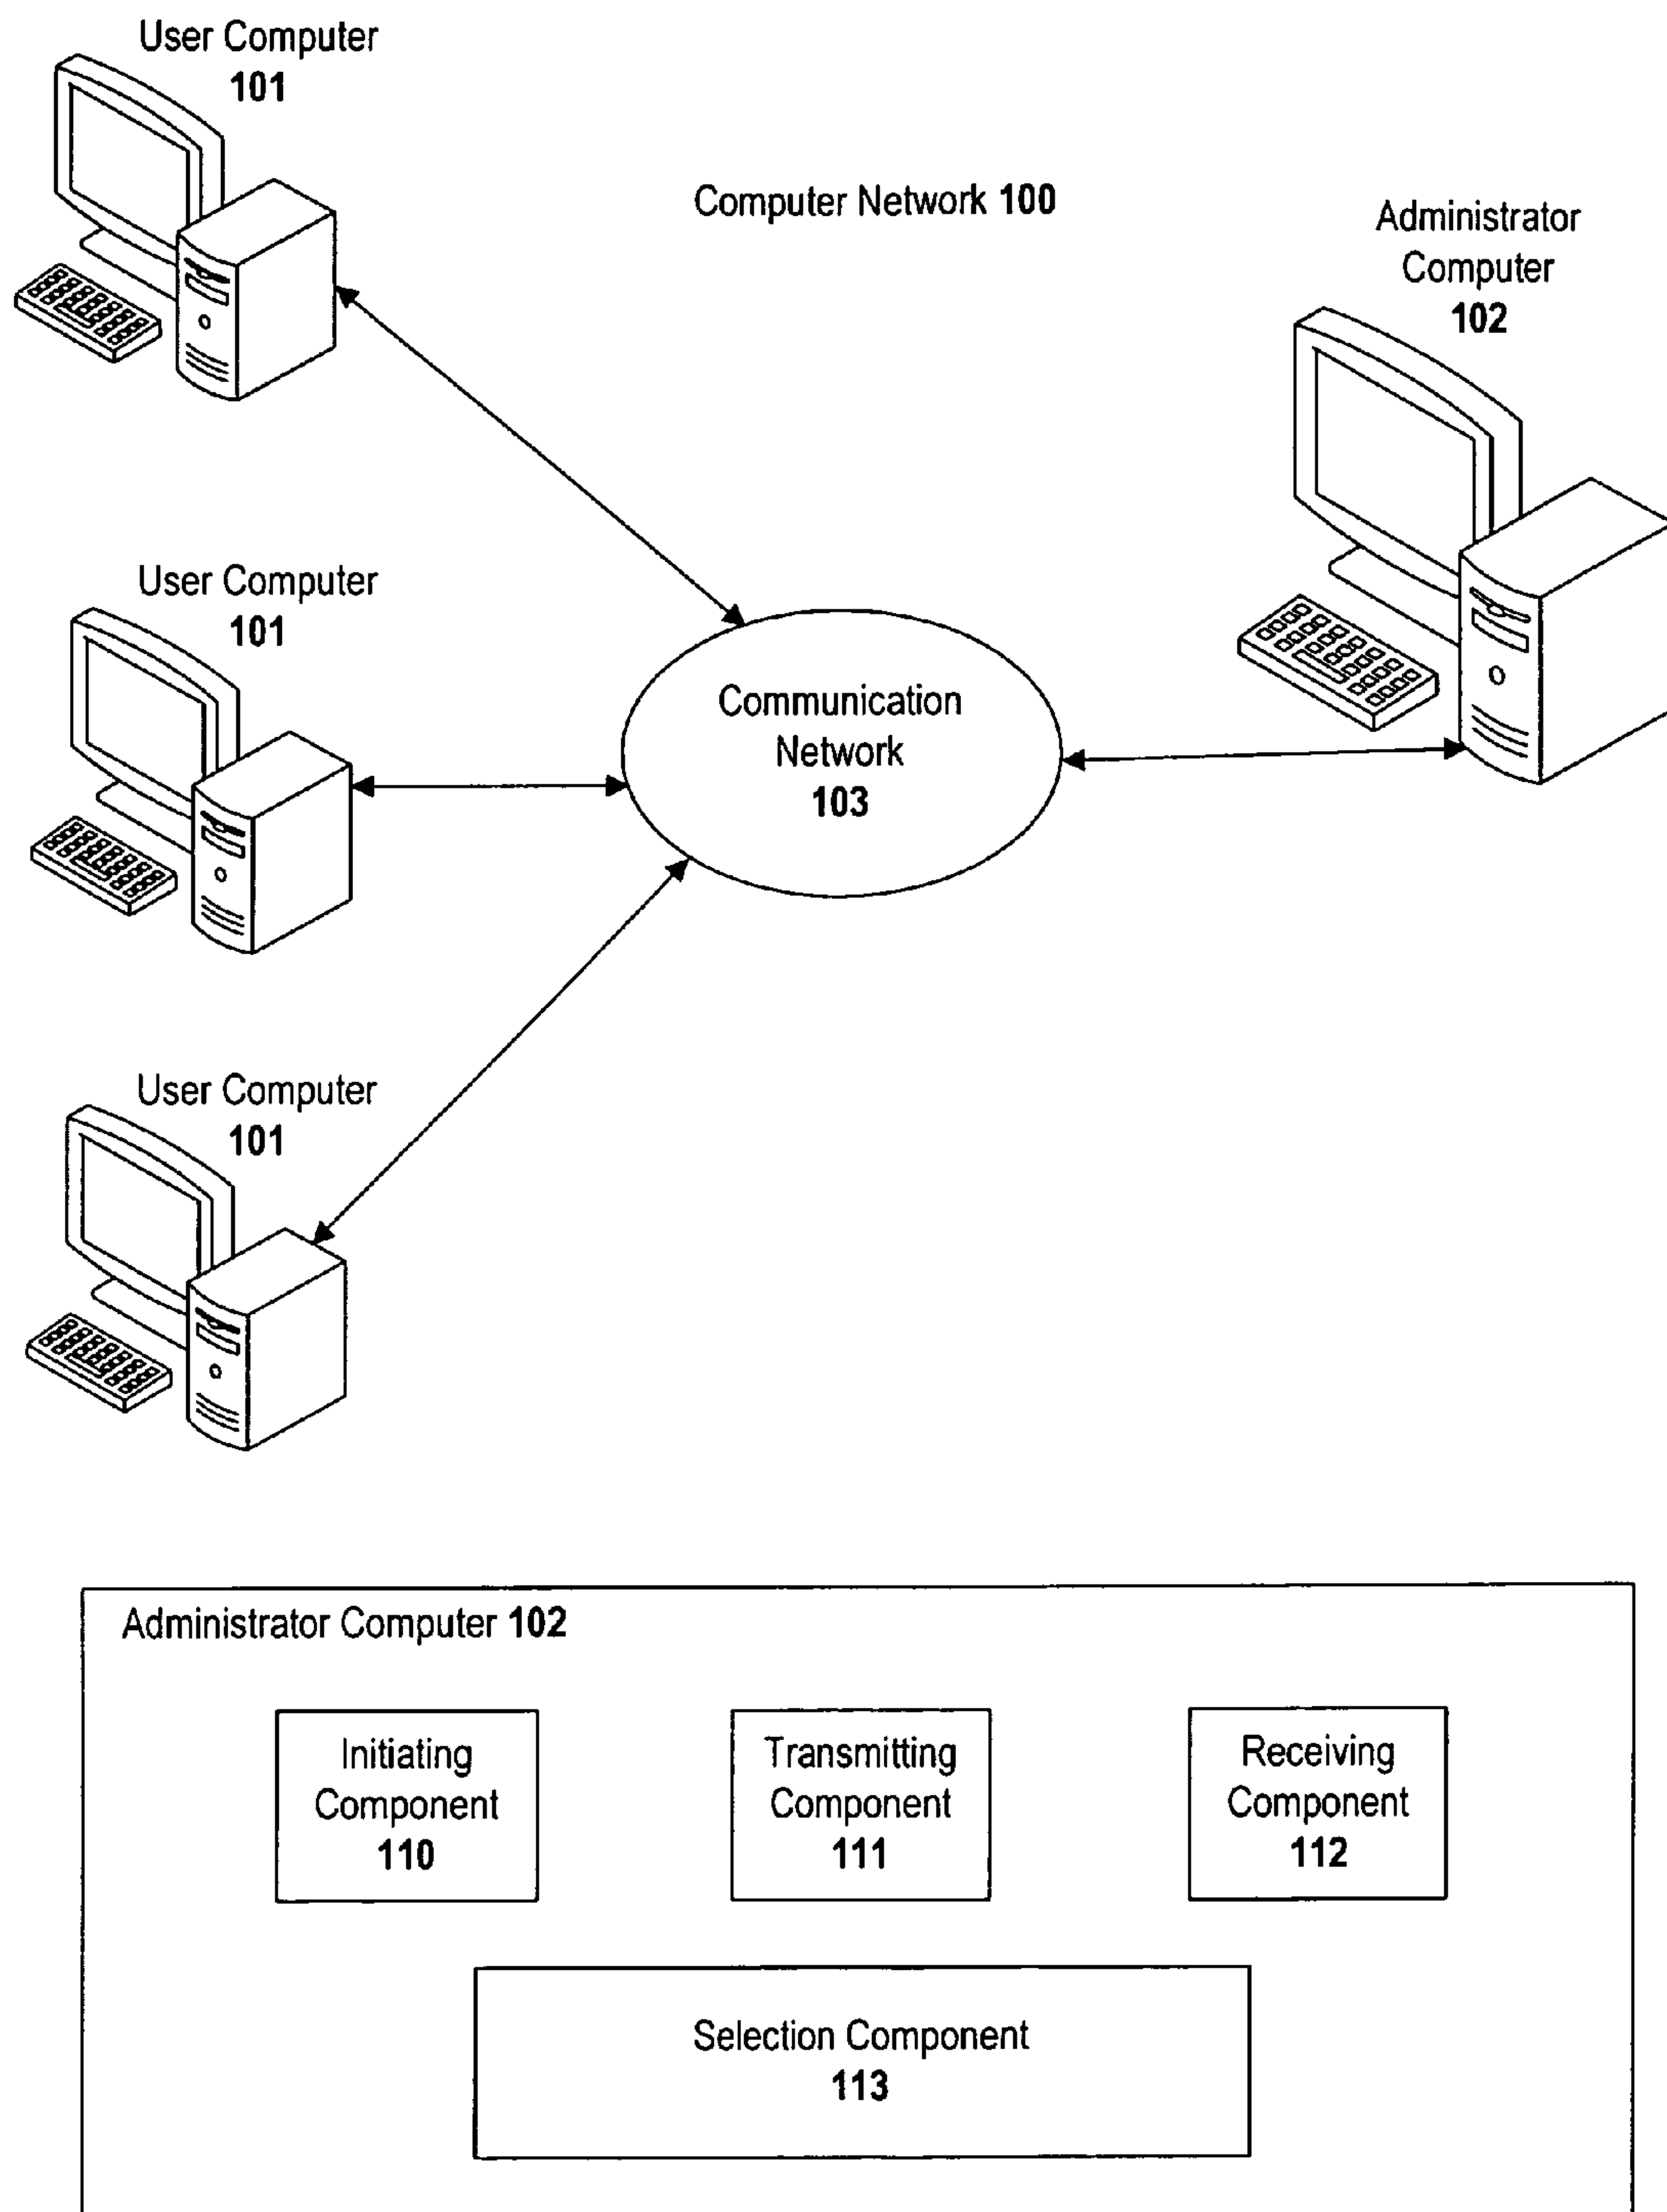 User Computer
101
Computer Network 100
Administrator
Computer
102
User Computer
101
Communication
Network
103
User Computer
101
Administrator Computer 102
Initiating
Component
110
Transmitting
Component
111
Receiving
Component
112
Selection Component
113